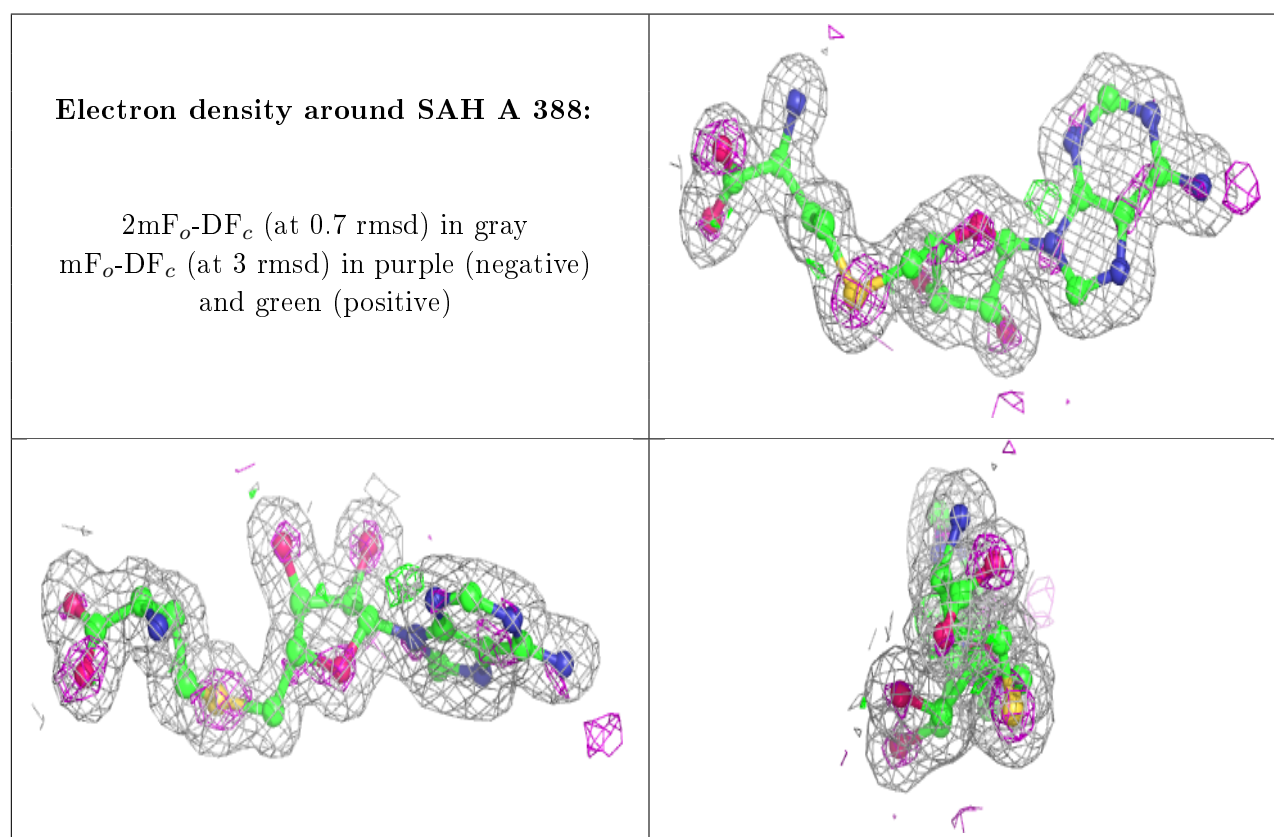 Electron density around SAH A 388:
2mFo-DFc (at 0.7 rmsd) in gray
mFo-DFc (at 3 rmsd) in purple (negative)
and green (positive)